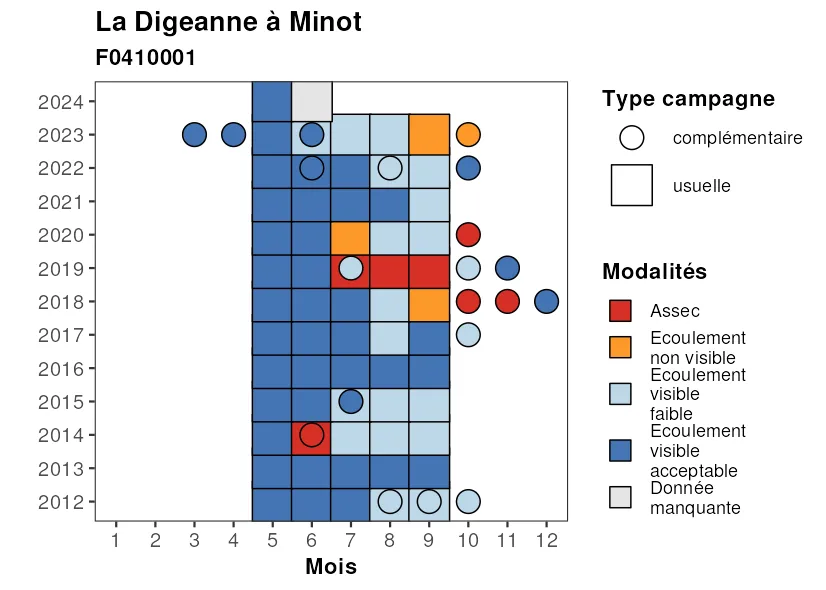 La Digeanne à Minot
F0410001
2024
2023
2022
2021
2020
2019
2018
2017
2016
2015
2014
2013
2012
1 2 3 4 5 6 7 8 9 10 11 12
Mois
Type campagne
complémentaire
usuelle
Modalités
Assec
Ecoulement
non visible
Ecoulement
visible
faible
Ecoulement
visible
acceptable
Donnée
manquante